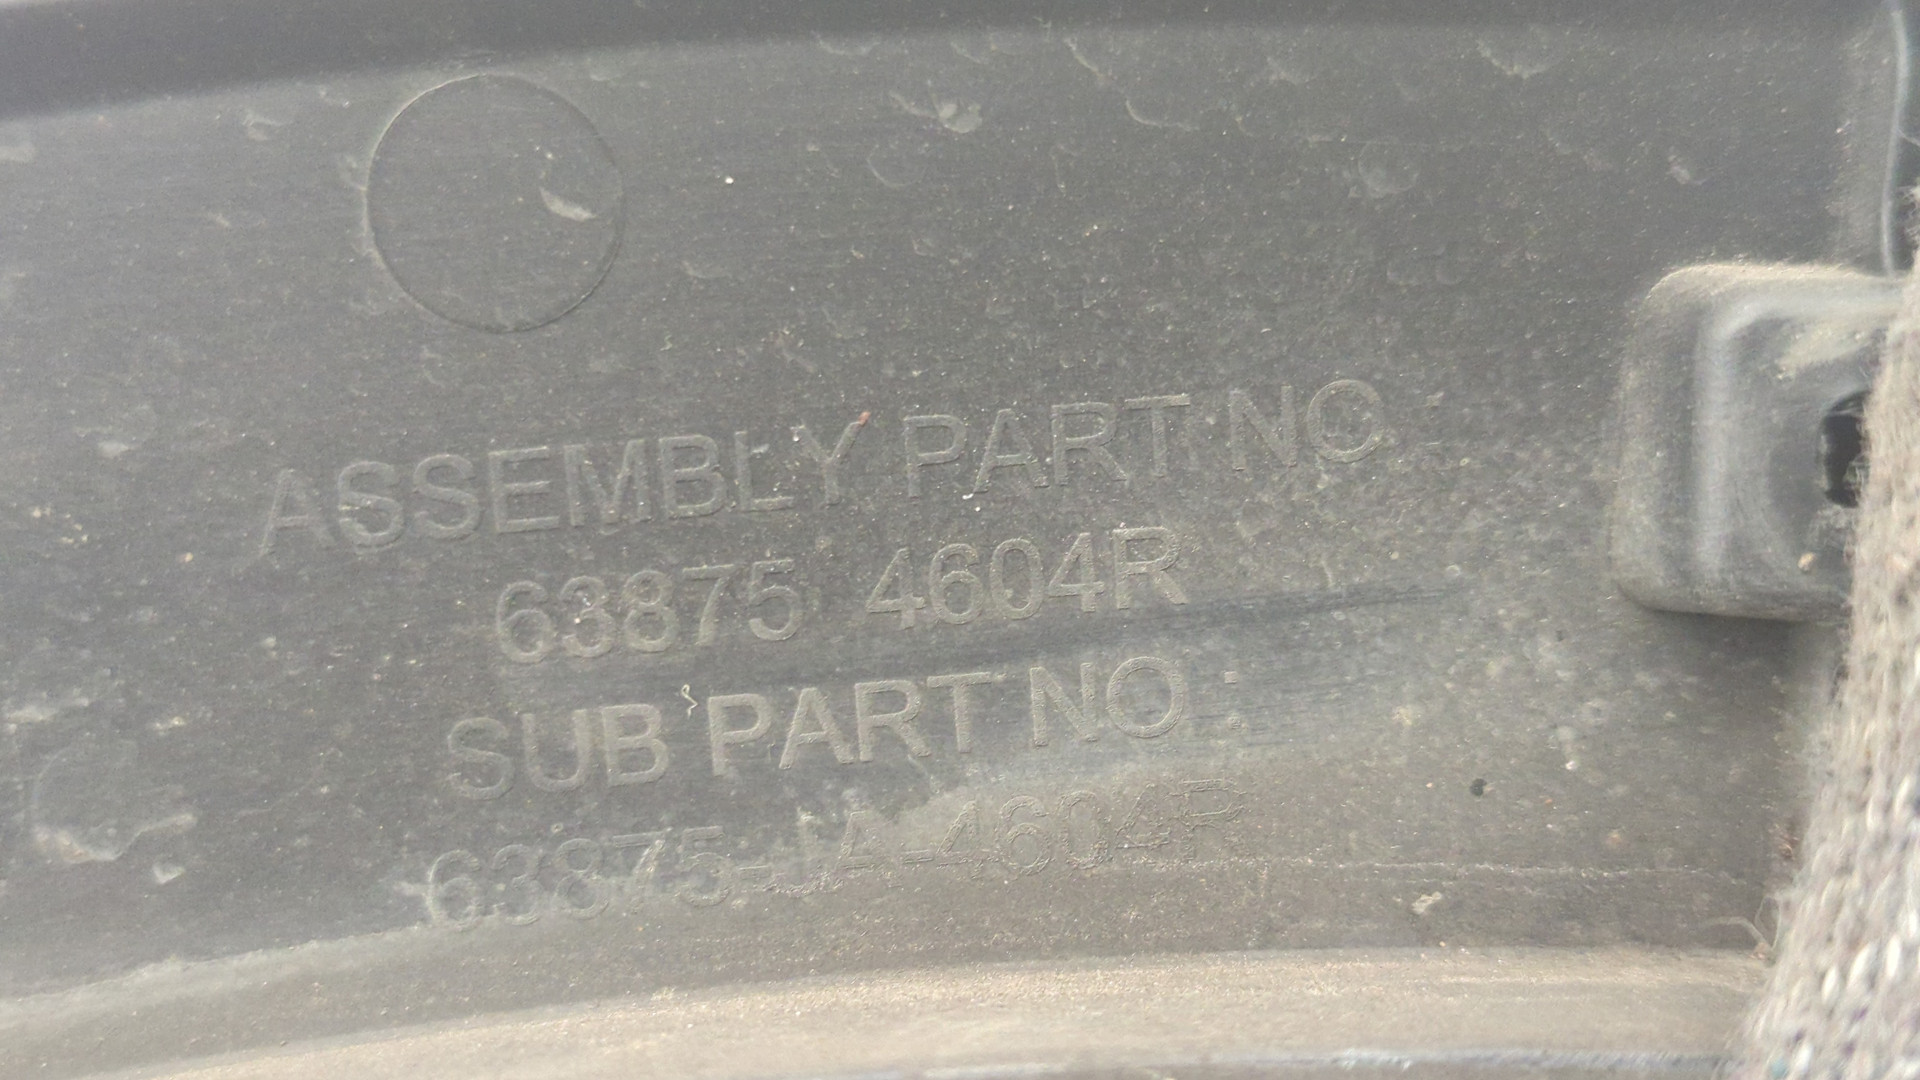 ASSEMBLY PART NO
63875 4604R
SUB PART NO :
63875-JA-4604R